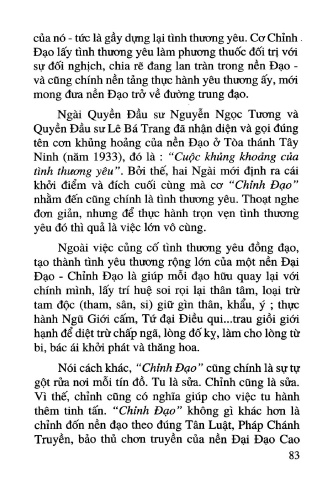 của nó - tức là gầy dựng lại tình thương yêu. Cơ Chỉnh
Đạo lấy tình thương yêu làm phương thuốc đối trị với
sự đối nghịch, chia rẽ đang lan tràn trong nền Đạo -
và cũng chính nền tảng thực hành yêu thương ấy, mới
mong đưa nền Đạo trở về đường trung đạo.
Ngài Quyền Đầu sư Nguyễn Ngọc Tương và
Quyền Đầu sư Lê Bá Trang đã nhận diện và gọi đúng
tên cơn khủng hoảng của nền Đạo ở Tòa thánh Tây
Ninh (năm 1933), đó là : “Cuộc khủng khoảng của
tình thương yêu”. Bởi thế, hai Ngài mới định ra cái
khởi điểm và đích cuối cùng mà cơ “Chỉnh Đạo”
nhằm đến cũng chính là tình thương yêu. Thoạt nghe
đơn giản, nhưng để thực hành trọn vẹn tình thương
yêu đó thì quả là việc lớn vô cùng.
Ngoài việc củng cố tình thương yêu đồng đạo,
tạo thành tình yêu thương rộng lớn của một nền Đại
Đạo - Chỉnh Đạo là giúp mỗi đạo hữu quay lại với
chính mình, lấy trí huệ soi rọi lại thân tâm, loại trừ
tam độc (tham, sân, si) giữ gìn thân, khẩu, ý ; thực
hành Ngũ Giới cấm, Tứ đại Điều qui...trau giồi giới
hạnh để diệt trừ chấp ngã, lòng đố kỵ, làm cho lòng từ
bi, bác ái khởi phát và thăng hoa.
Nói cách khác, “Chỉnh Đạo” cũng chính là sự tự
gột rửa nơi mỗi tín đồ. Tu là sửa. Chỉnh cũng là sửa.
Vì thế, chỉnh cũng có nghĩa giúp cho việc tu hành
thêm tinh tấn. “Chỉnh Đạo” không gì khác hơn là
chỉnh đốn nền đạo theo đúng Tân Luật, Pháp Chánh
Truyền, bảo thủ chơn truyền của nền Đại Đạo Cao
83